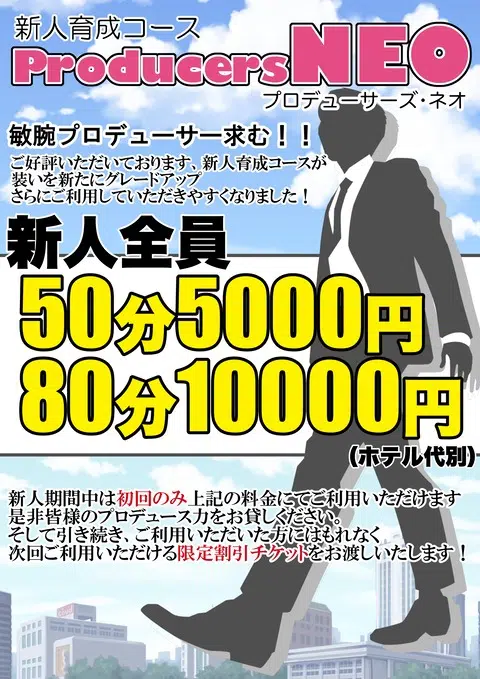 新人育成コース
ProducersNEO
プロデューサーズ・ネオ
敏腕プロデューサー求む！！
ご好評いただいております、新人育成コースが
装いを新たにグレードアップ
さらにご利用していただきやすくなりました！
新人全員
50分5000円
80分10000円
(ホテル代別)
新人期間中は初回のみ上記の料金にてご利用いただけます
是非皆様のプロデュース力をお貸しください。
そして引き続き、ご利用いただいた方にはもれなく
次回ご利用いただける限定割引チケットをお渡しいたします！